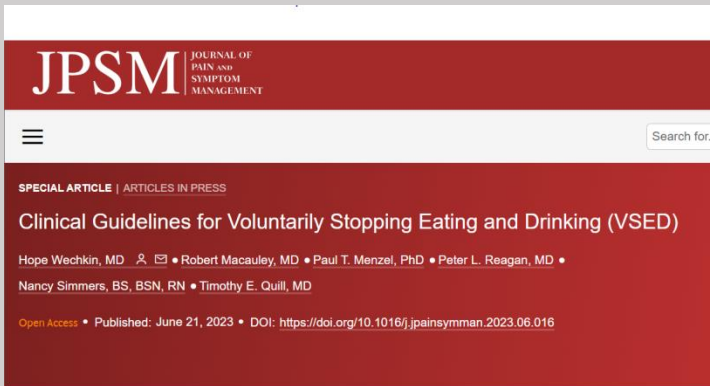 JPSM
JOURNAL OF
PAIN AND
SYMPTOM
MANAGEMENT
Search for.
SPECIAL ARTICLE | ARTICLES IN PRESS
Clinical Guidelines for Voluntarily Stopping Eating and Drinking (VSED)
Hope Wechkin, MD • Robert Macauley, MD • Paul T. Menzel, PhD • Peter L. Reagan, MD •
Nancy Simmers, BS, BSN, RN • Timothy E. Quill, MD
Open Access • Published: June 21, 2023 • DOI: https://doi.org/10.1016/j.jpainsymman.2023.06.016